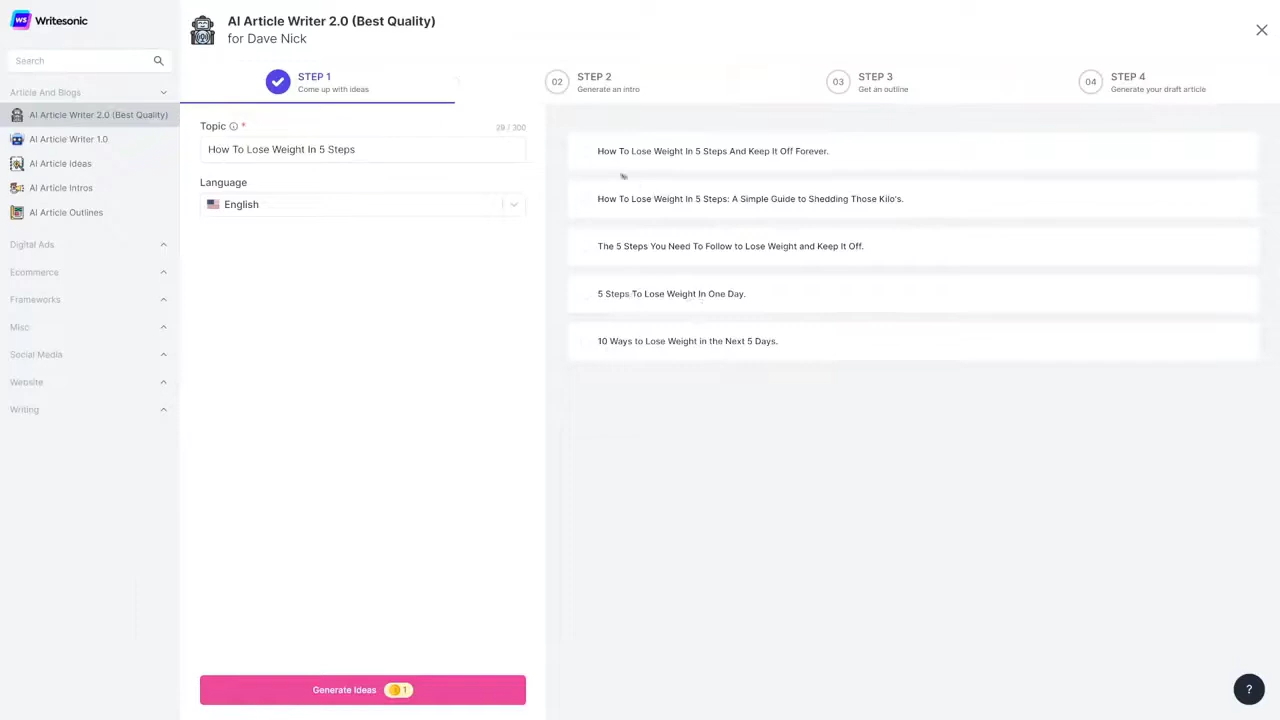 Writesonic
AI Article Writer 2.0 (Best Quality)
for Dave Nick
Search
STEP 1
Come up with ideas
02
STEP 2
Generate an intro
03
STEP 3
Get an outline
04
STEP 4
Generate your draft article
Article And Blogs
AI Article Writer 2.0 (Best Quality)
AI Article Writer 1.0
AI Article Ideas
AI Article Intros
AI Article Outlines
Digital Ads
Ecommerce
Frameworks
Misc
Social Media
Website
Writing
Topic *
29 / 300
How To Lose Weight In 5 Steps
Language
English
Generate Ideas 1
How To Lose Weight In 5 Steps And Keep It Off Forever.
How To Lose Weight In 5 Steps: A Simple Guide to Shedding Those Kilo's.
The 5 Steps You Need To Follow to Lose Weight and Keep It Off.
5 Steps To Lose Weight In One Day.
10 Ways to Lose Weight in the Next 5 Days.
?